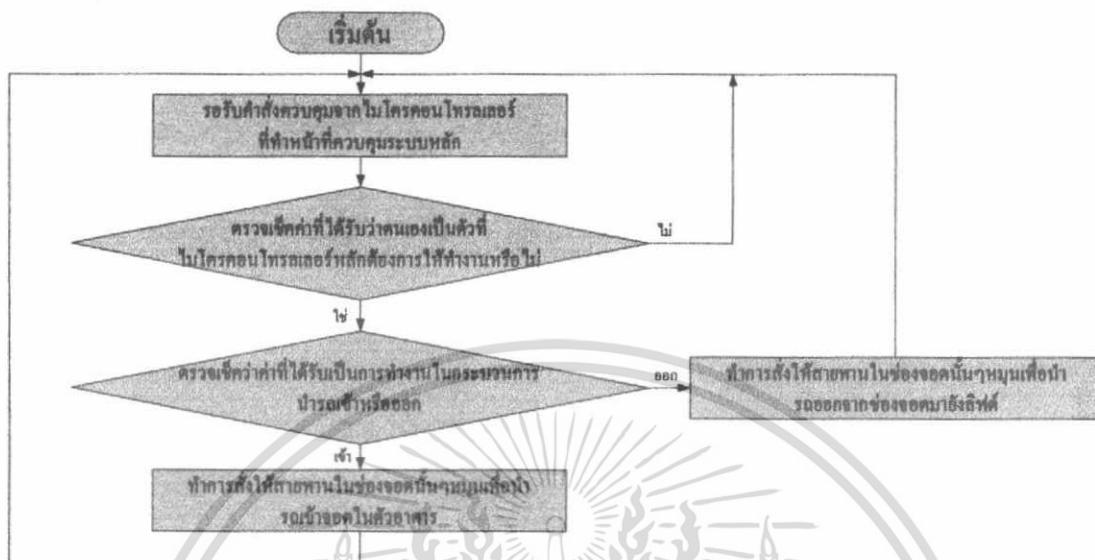 เริ่มต้น
รอรับคำสั่งควบคุมจากไมโครคอนโทรลเลอร์
ที่ทำหน้าที่ควบคุมระบบหลัก
ตรวจเช็คค่าที่ได้รับว่าตนเองเป็นตัวที่
ไมโครคอนโทรลเลอร์หลักต้องการให้ทำงานหรือไม่
ไม่
ใช่
ตรวจเช็คว่าค่าที่ได้รับเป็นการทำงานในกระบวนการ
นำรถเข้าหรือออก
ออก
ทำการสั่งให้สายพานในช่องจอดนั้นๆหมุนเพื่อนำ
รถออกจากช่องจอดมายังลิฟต์
เข้า
ทำการสั่งให้สายพานในช่องจอดนั้นๆหมุนเพื่อนำ
รถเข้าจอดในตัวอาคาร